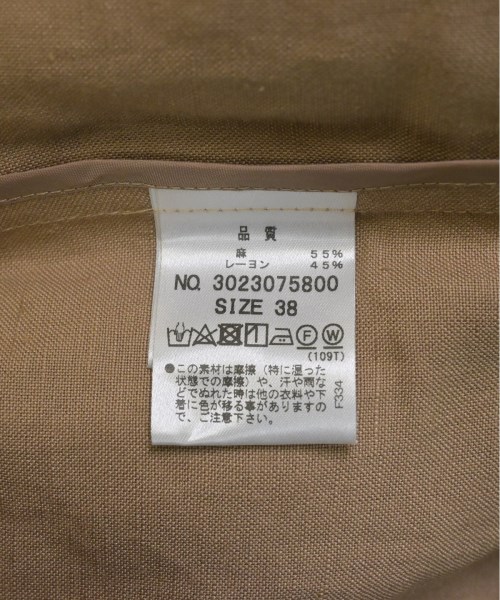 品質
麻 55%
レーヨン 45%
NO. 3023075800
SIZE 38
F W
(109T)
●この素材は摩擦(特に湿った
状態での摩擦)や、汗や雨な
どでぬれた時は他の衣料や下
着に色が移る事がありますの
で、ご注意下さい。
F334